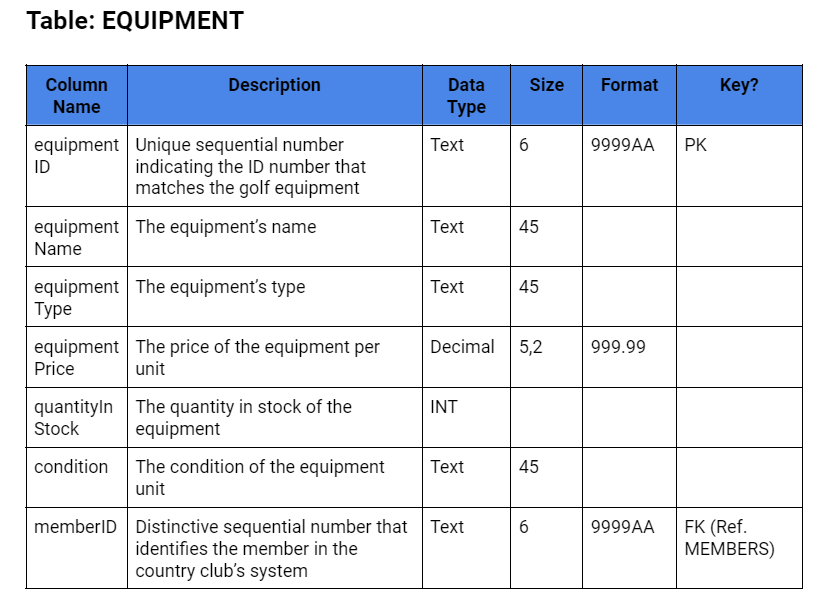 Table: EQUIPMENT
Column Name Description Data Type Size Format Key?
equipment ID Unique sequential number indicating the ID number that matches the golf equipment Text 6 9999AA PK
equipment Name The equipment’s name Text 45
equipment Type The equipment’s type Text 45
equipment Price The price of the equipment per unit Decimal 5,2 999.99
quantityIn Stock The quantity in stock of the equipment INT
condition The condition of the equipment unit Text 45
memberID Distinctive sequential number that identifies the member in the country club’s system Text 6 9999AA FK (Ref. MEMBERS)